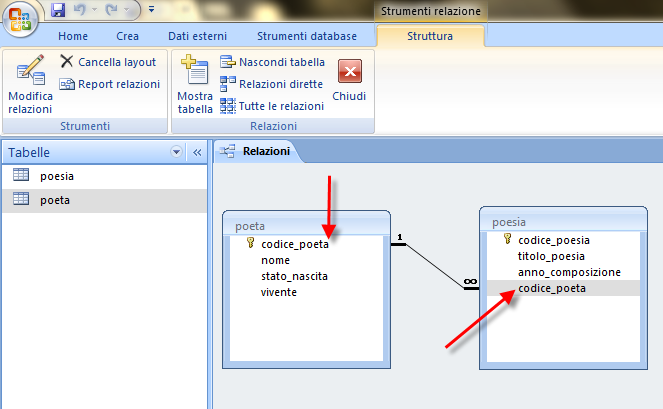 Strumenti relazione
Home Crea Dati esterni Strumenti database Struttura
Modifica relazioni
Cancella layout
Report relazioni
Strumenti
Mostra tabella
Nascondi tabella
Relazioni dirette
Tutte le relazioni
Chiudi
Relazioni
Tabelle
«
poesia
poeta
Relazioni
poeta
codice_poeta
nome
stato_nascita
vivente
1
∞
poesia
codice_poesia
titolo_poesia
anno_composizione
codice_poeta